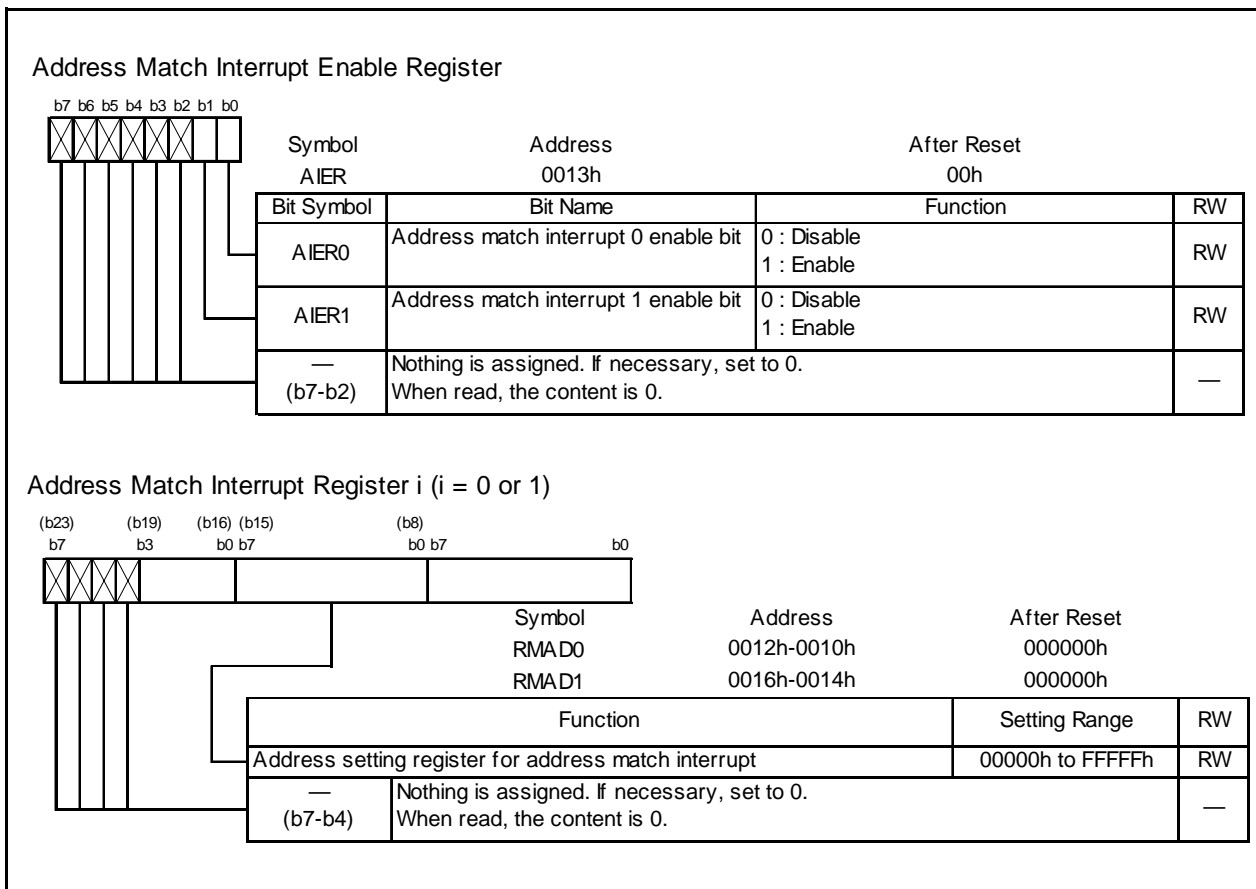 Address Match Interrupt Enable Register
b7 b6 b5 b4 b3 b2 b1 b0
Symbol Address After Reset
AIER 0013h 00h
Bit Symbol Bit Name Function RW
AIER0 Address match interrupt 0 enable bit 0 : Disable RW
1 : Enable
AIER1 Address match interrupt 1 enable bit 0 : Disable RW
1 : Enable
— Nothing is assigned. If necessary, set to 0. —
(b7-b2) When read, the content is 0.
Address Match Interrupt Register i (i = 0 or 1)
(b23) (b19) (b16) (b15) (b8)
b7 b3 b0 b7 b0 b7 b0
Symbol Address After Reset
RMAD0 0012h-0010h 000000h
RMAD1 0016h-0014h 000000h
Function Setting Range RW
Address setting register for address match interrupt 00000h to FFFFFh RW
— Nothing is assigned. If necessary, set to 0. —
(b7-b4) When read, the content is 0.